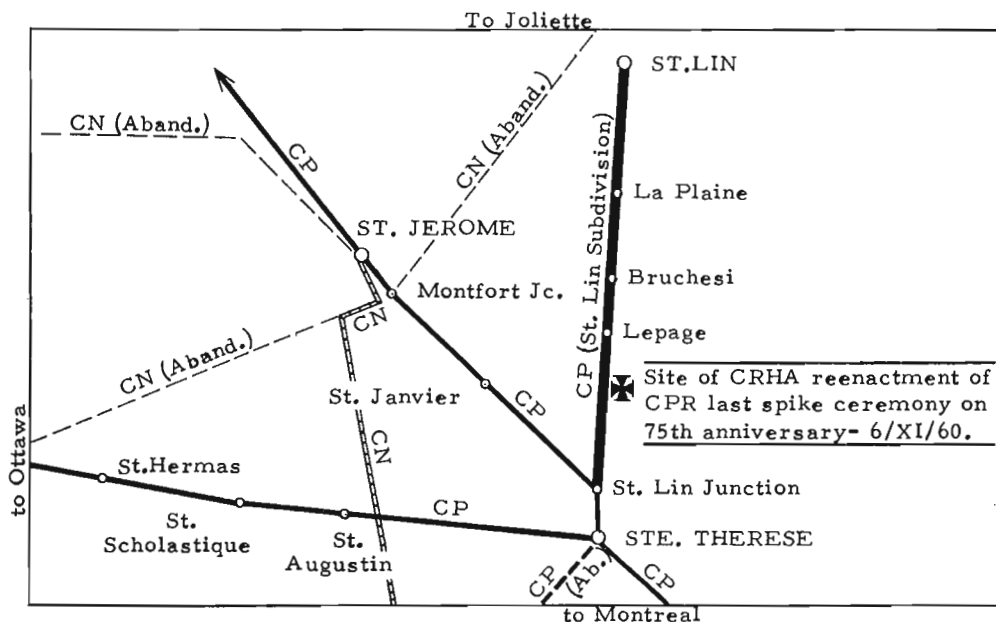 To Joliette
ST.LIN
CN (Aband.)
CP
CN (Aband.)
CP (St. Lin Subdivision)
La Plaine
ST. JEROME
Bruchesi
Montfort Jc.
CN
Lepage
CN (Aband.)
St. Janvier
CP
Site of CRHA reenactment of
CPR last spike ceremony on
75th anniversary- 6/XI/60.
CN
to Ottawa
St.Hermas
St. Lin Junction
CP
St.
Scholastique
St.
Augustin
STE. THERESE
CP
(Ab.)
CP
to Montreal